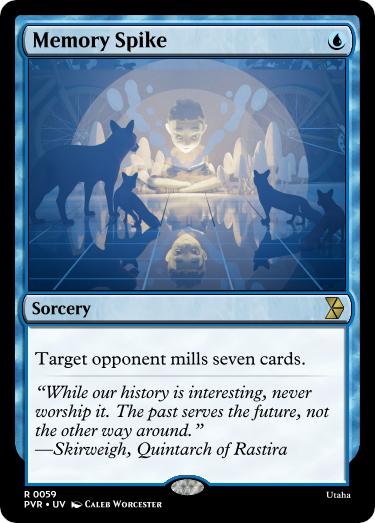 Memory Spike
Sorcery
Target opponent mills seven cards.
“While our history is interesting, never
worship it. The past serves the future, not
the other way around.”
—Skirweigh, Quintarch of Rastira
R 0059
Utaha
PVR • UV Caleb Worcester